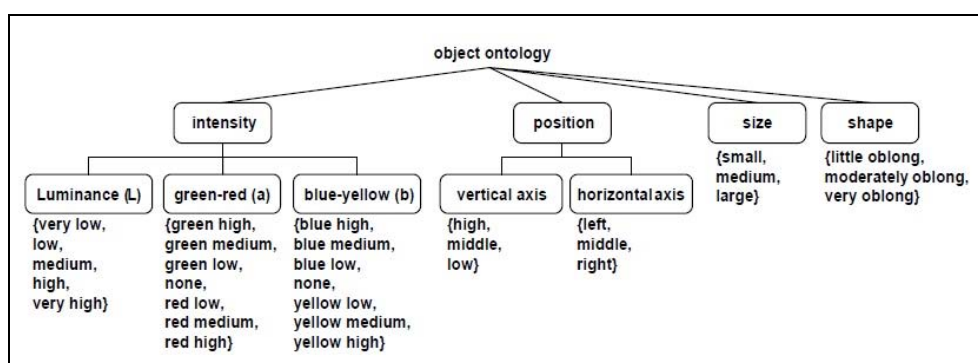 object ontology
intensity
position
size
shape
{small,
medium,
large}
{little oblong,
moderately oblong,
very oblong}
Luminance (L)
green-red (a)
blue-yellow (b)
vertical axis
horizontal axis
{very low,
low,
medium,
high,
very high}
{green high,
green medium,
green low,
none,
red low,
red medium,
red high}
{blue high,
blue medium,
blue low,
none,
yellow low,
yellow medium,
yellow high}
{high,
middle,
low}
{left,
middle,
right}